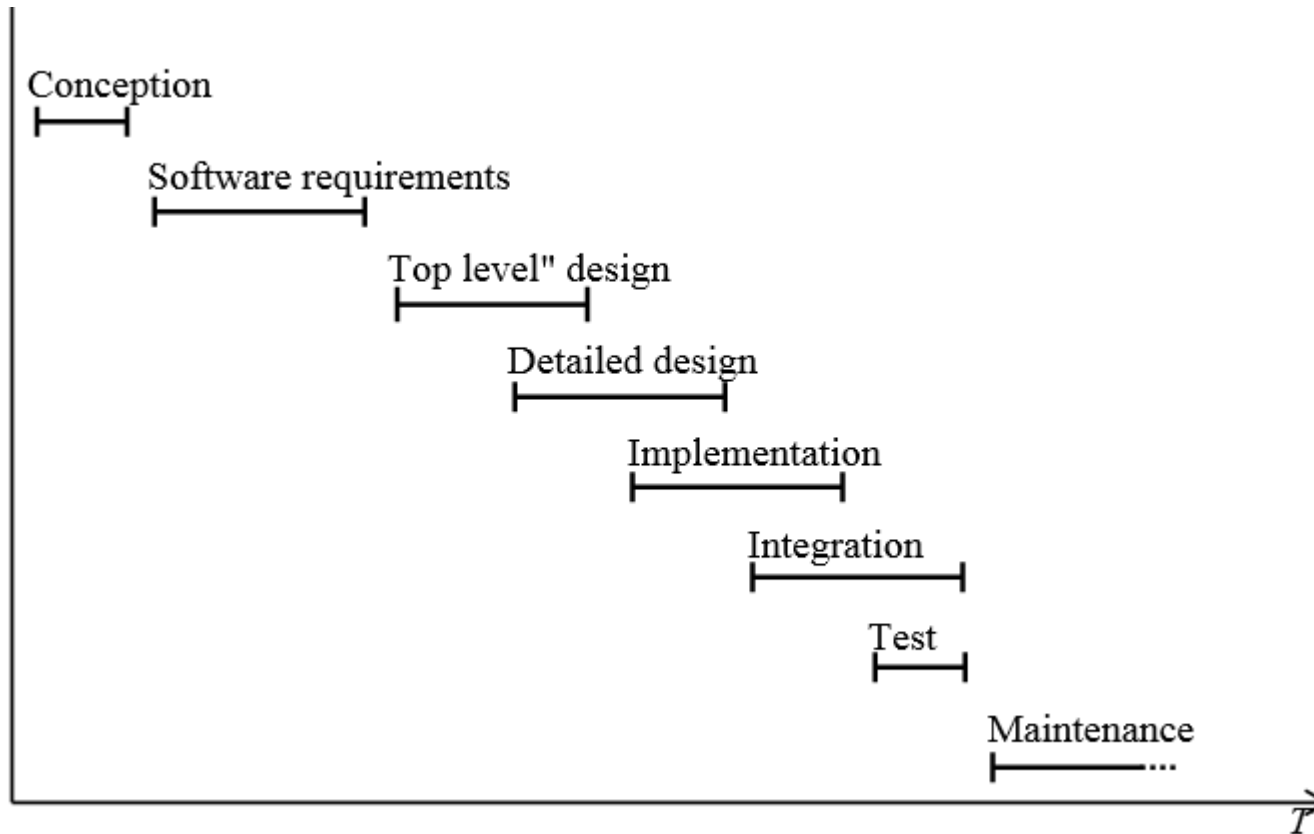 Conception
Software requirements
Top level" design
Detailed design
Implementation
Integration
Test
Maintenance
T